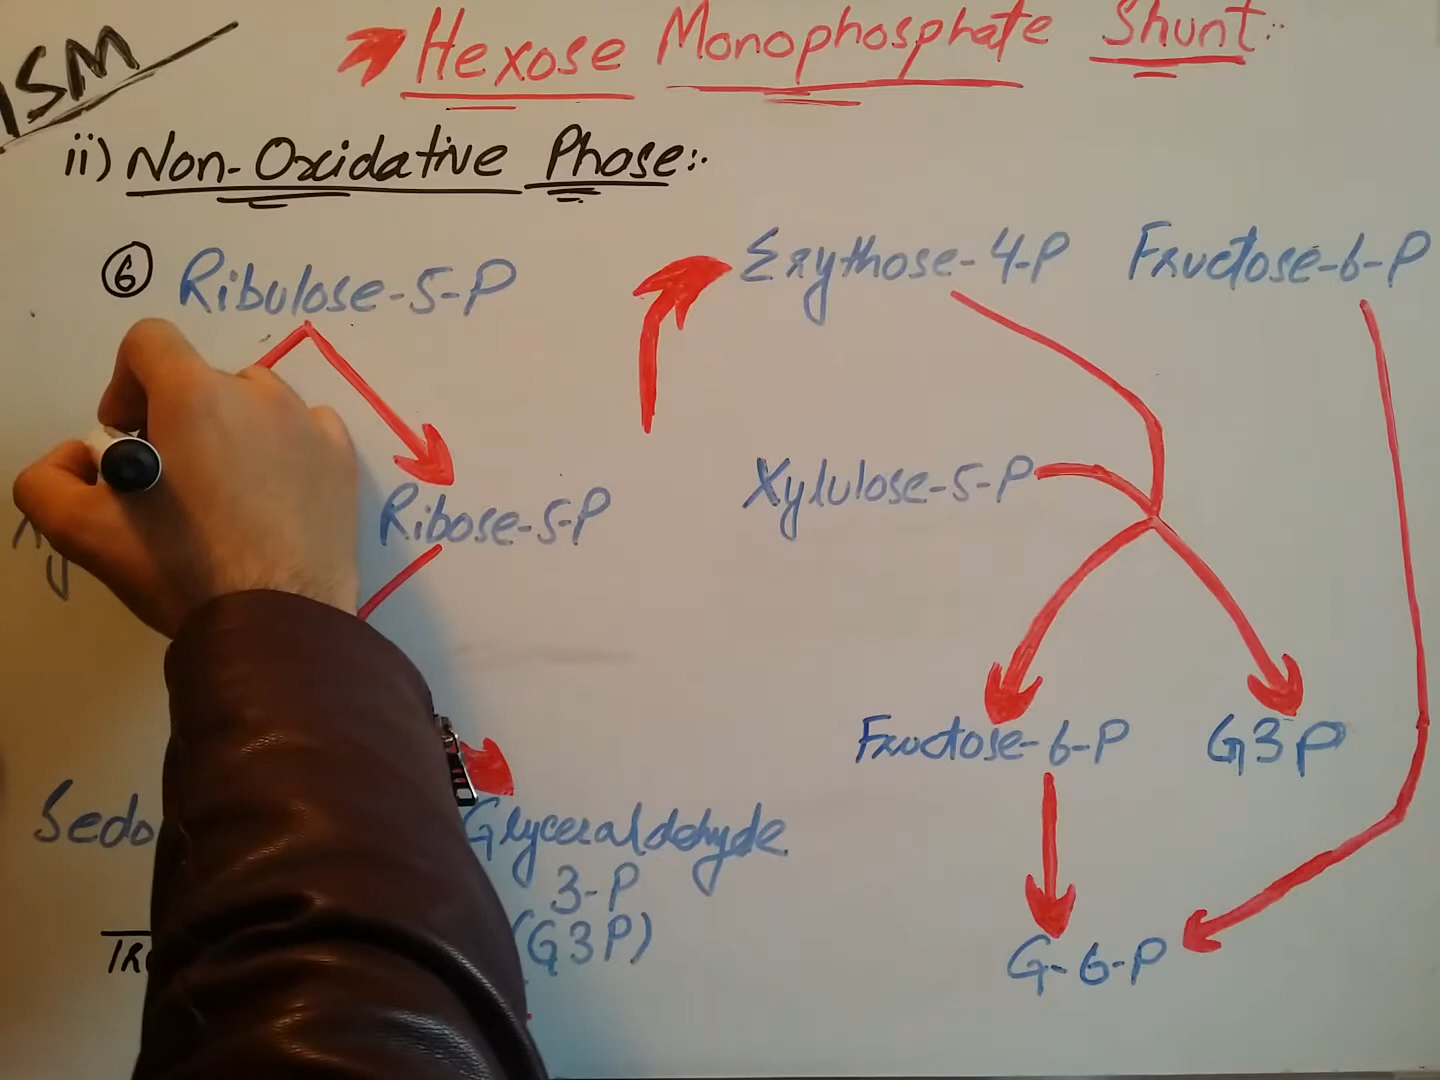 Hexose Monophosphate Shunt:-
ii) Non-Oxidative Phase:-
6 Ribulose-5-P
Ribose-5-P
Glyceraldehyde
3-P
(G3P)
Erythose-4-P Fructose-6-P
Xylulose-5-P
Fructose-6-P G3P
G-6-P